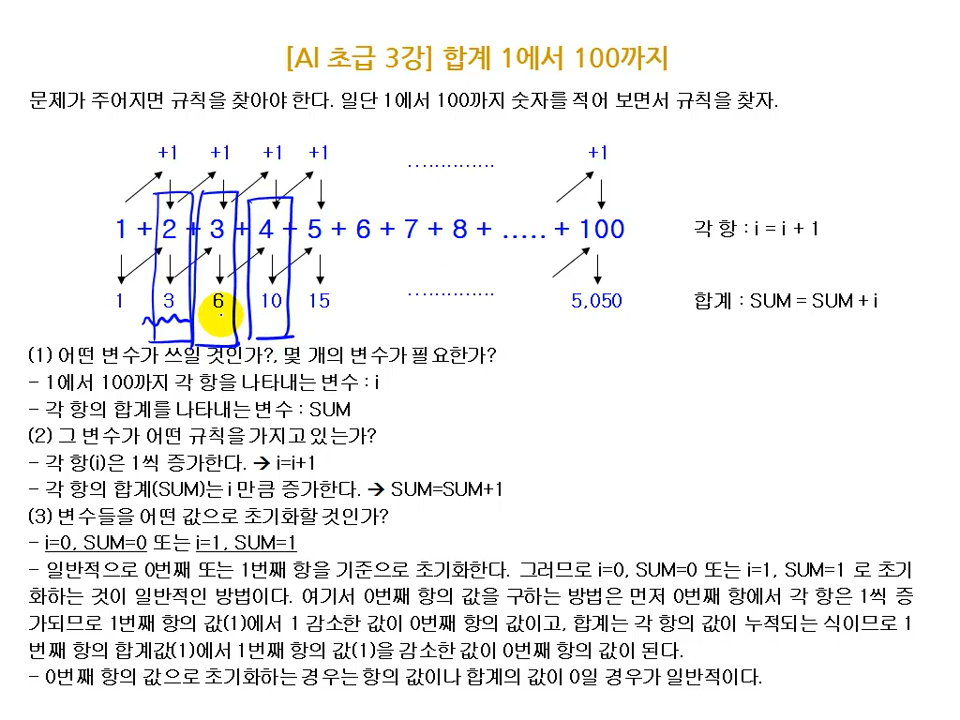 [AI 초급 3강] 합계 1에서 100까지
문제가 주어지면 규칙을 찾아야 한다. 일단 1에서 100까지 숫자를 적어 보면서 규칙을 찾자.
+1 +1 +1 +1 ............. +1
1 + 2 + 3 + 4 + 5 + 6 + 7 + 8 + ..... + 100 각 항 : i = i + 1
1 3 6 10 15 ............. 5,050 합계 : SUM = SUM + i
(1) 어떤 변수가 쓰일 것인가?, 몇 개의 변수가 필요한가?
- 1에서 100까지 각 항을 나타내는 변수 : i
- 각 항의 합계를 나타내는 변수 : SUM
(2) 그 변수가 어떤 규칙을 가지고 있는가?
- 각 항(i)은 1씩 증가한다. → i=i+1
- 각 항의 합계(SUM)는 i 만큼 증가한다. → SUM=SUM+1
(3) 변수들을 어떤 값으로 초기화할 것인가?
- i=0, SUM=0 또는 i=1, SUM=1
- 일반적으로 0번째 또는 1번째 항을 기준으로 초기화한다. 그러므로 i=0, SUM=0 또는 i=1, SUM=1 로 초기
화하는 것이 일반적인 방법이다. 여기서 0번째 항의 값을 구하는 방법은 먼저 0번째 항에서 각 항은 1씩 증
가되므로 1번째 항의 값(1)에서 1 감소한 값이 0번째 항의 값이고, 합계는 각 항의 값이 누적되는 식이므로 1
번째 항의 합계값(1)에서 1번째 항의 값(1)을 감소한 값이 0번째 항의 값이 된다.
- 0번째 항의 값으로 초기화하는 경우는 항의 값이나 합계의 값이 0일 경우가 일반적이다.